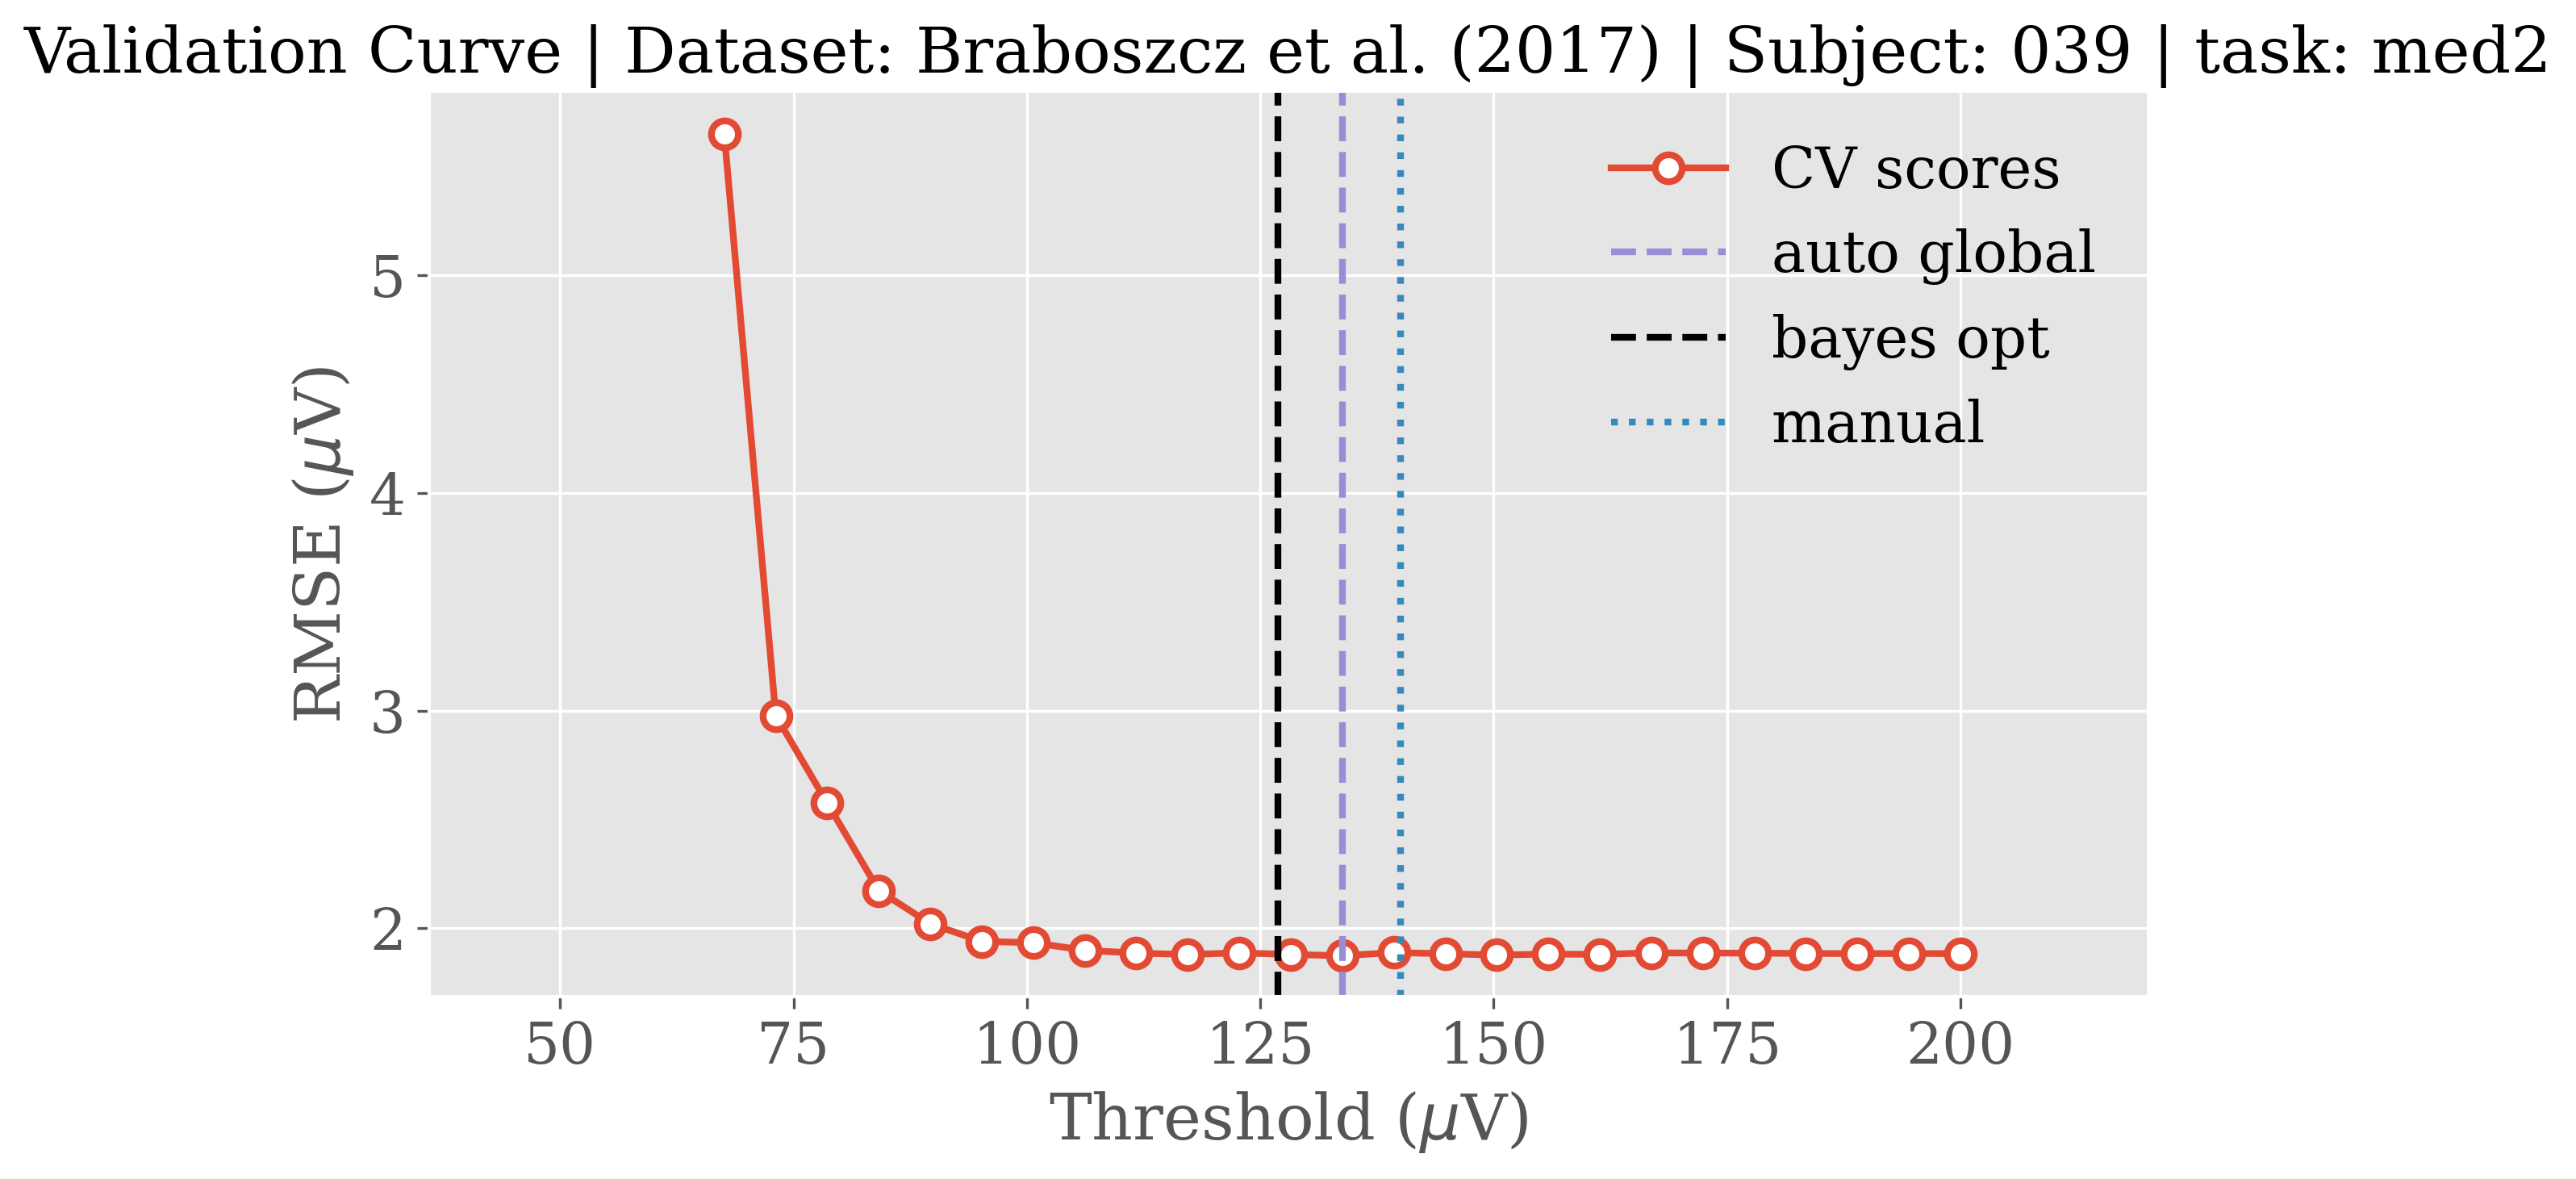 Validation Curve | Dataset: Braboszcz et al. (2017) | Subject: 039 | task: med2
CV scores
auto global
bayes opt
manual
RMSE (μV)
5
4
3
2
50 75 100 125 150 175 200
Threshold (μV)